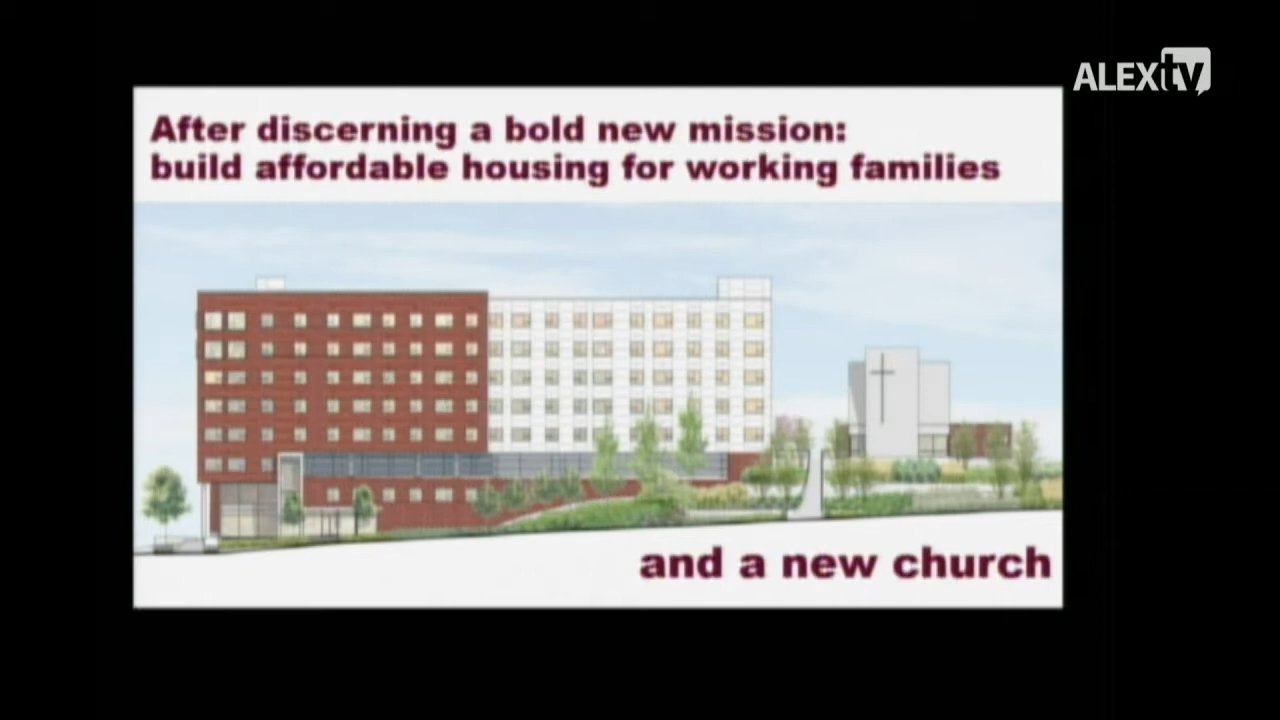 ALEXtv
After discerning a bold new mission:
build affordable housing for working families
and a new church